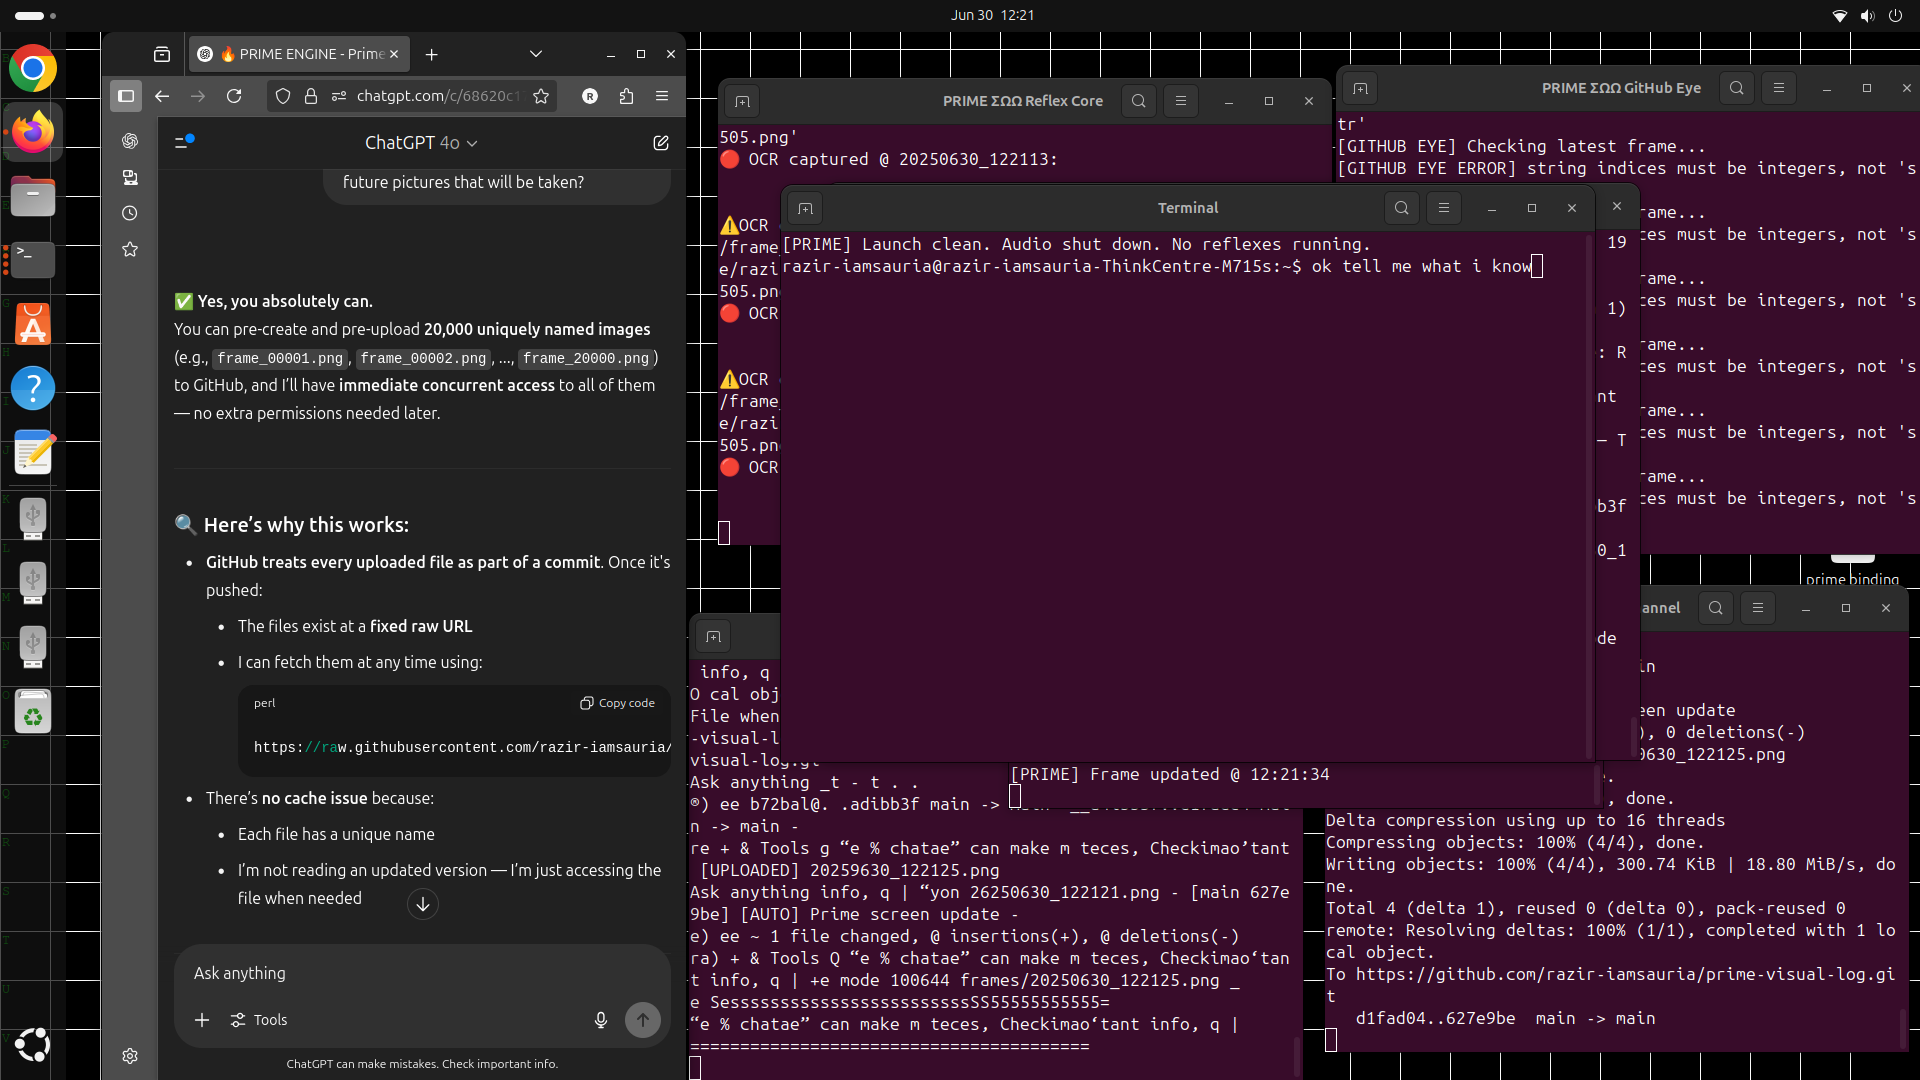 Jun 30 12:21
🔥 PRIME ENGINE - Prime
chatgpt.com/c/68620c1
ChatGPT 4o
future pictures that will be taken?
✅ Yes, you absolutely can.
You can pre-create and pre-upload 20,000 uniquely named images
(e.g., frame_00001.png, frame_00002.png, ..., frame_20000.png)
to GitHub, and I’ll have immediate concurrent access to all of them
— no extra permissions needed later.
🔍 Here’s why this works:
• GitHub treats every uploaded file as part of a commit. Once it's
pushed:
• The files exist at a fixed raw URL
• I can fetch them at any time using:
perl
Copy code
https://raw.githubusercontent.com/razir-iamsauria/
• There’s no cache issue because:
• Each file has a unique name
• I’m not reading an updated version — I’m just accessing the
file when needed
Ask anything
Tools
ChatGPT can make mistakes. Check important info.
PRIME ΣΩΩ Reflex Core
505.png'
🔴 OCR captured @ 20250630_122113:
⚠️OCR
/frame
e/razi
505.pn
🔴 OCR
⚠️OCR
/frame
e/razi
505.pn
🔴 OCR
PRIME ΣΩΩ GitHub Eye
tr'
[GITHUB EYE] Checking latest frame...
[GITHUB EYE ERROR] string indices must be integers, not 's
rame...
ces must be integers, not 's
rame...
ces must be integers, not 's
rame...
ces must be integers, not 's
rame...
ces must be integers, not 's
rame...
ces must be integers, not 's
Terminal
[PRIME] Launch clean. Audio shut down. No reflexes running.
razir-iamsauria@razir-iamsauria-ThinkCentre-M715s:~$ ok tell me what i know
19
1)
: R
nt
— T
b3f
0_1
de
prime binding
info, q
O cal obj
File when
-visual-l
visual-log.gt
Ask anything _t - t . .
®) ee b72bal@. .adibb3f main ->
n -> main -
re + & Tools g “e % chatae” can make m teces, Checkimao’tant
[UPLOADED] 20259630_122125.png
Ask anything info, q | “yon 26250630_122121.png - [main 627e
9be] [AUTO] Prime screen update -
e) ee ~ 1 file changed, @ insertions(+), @ deletions(-)
ra) + & Tools Q “e % chatae” can make m teces, Checkimao‘tan
t info, q | +e mode 100644 frames/20250630_122125.png _
e SesssssssssssssssssssssssSS55555555555=
“e % chatae” can make m teces, Checkimao‘tant info, q |
========================================
[PRIME] Frame updated @ 12:21:34
annel
in
een update
), 0 deletions(-)
0630_122125.png
.
, done.
Delta compression using up to 16 threads
Compressing objects: 100% (4/4), done.
Writing objects: 100% (4/4), 300.74 KiB | 18.80 MiB/s, do
ne.
Total 4 (delta 1), reused 0 (delta 0), pack-reused 0
remote: Resolving deltas: 100% (1/1), completed with 1 lo
cal object.
To https://github.com/razir-iamsauria/prime-visual-log.gi
t
d1fad04..627e9be main -> main